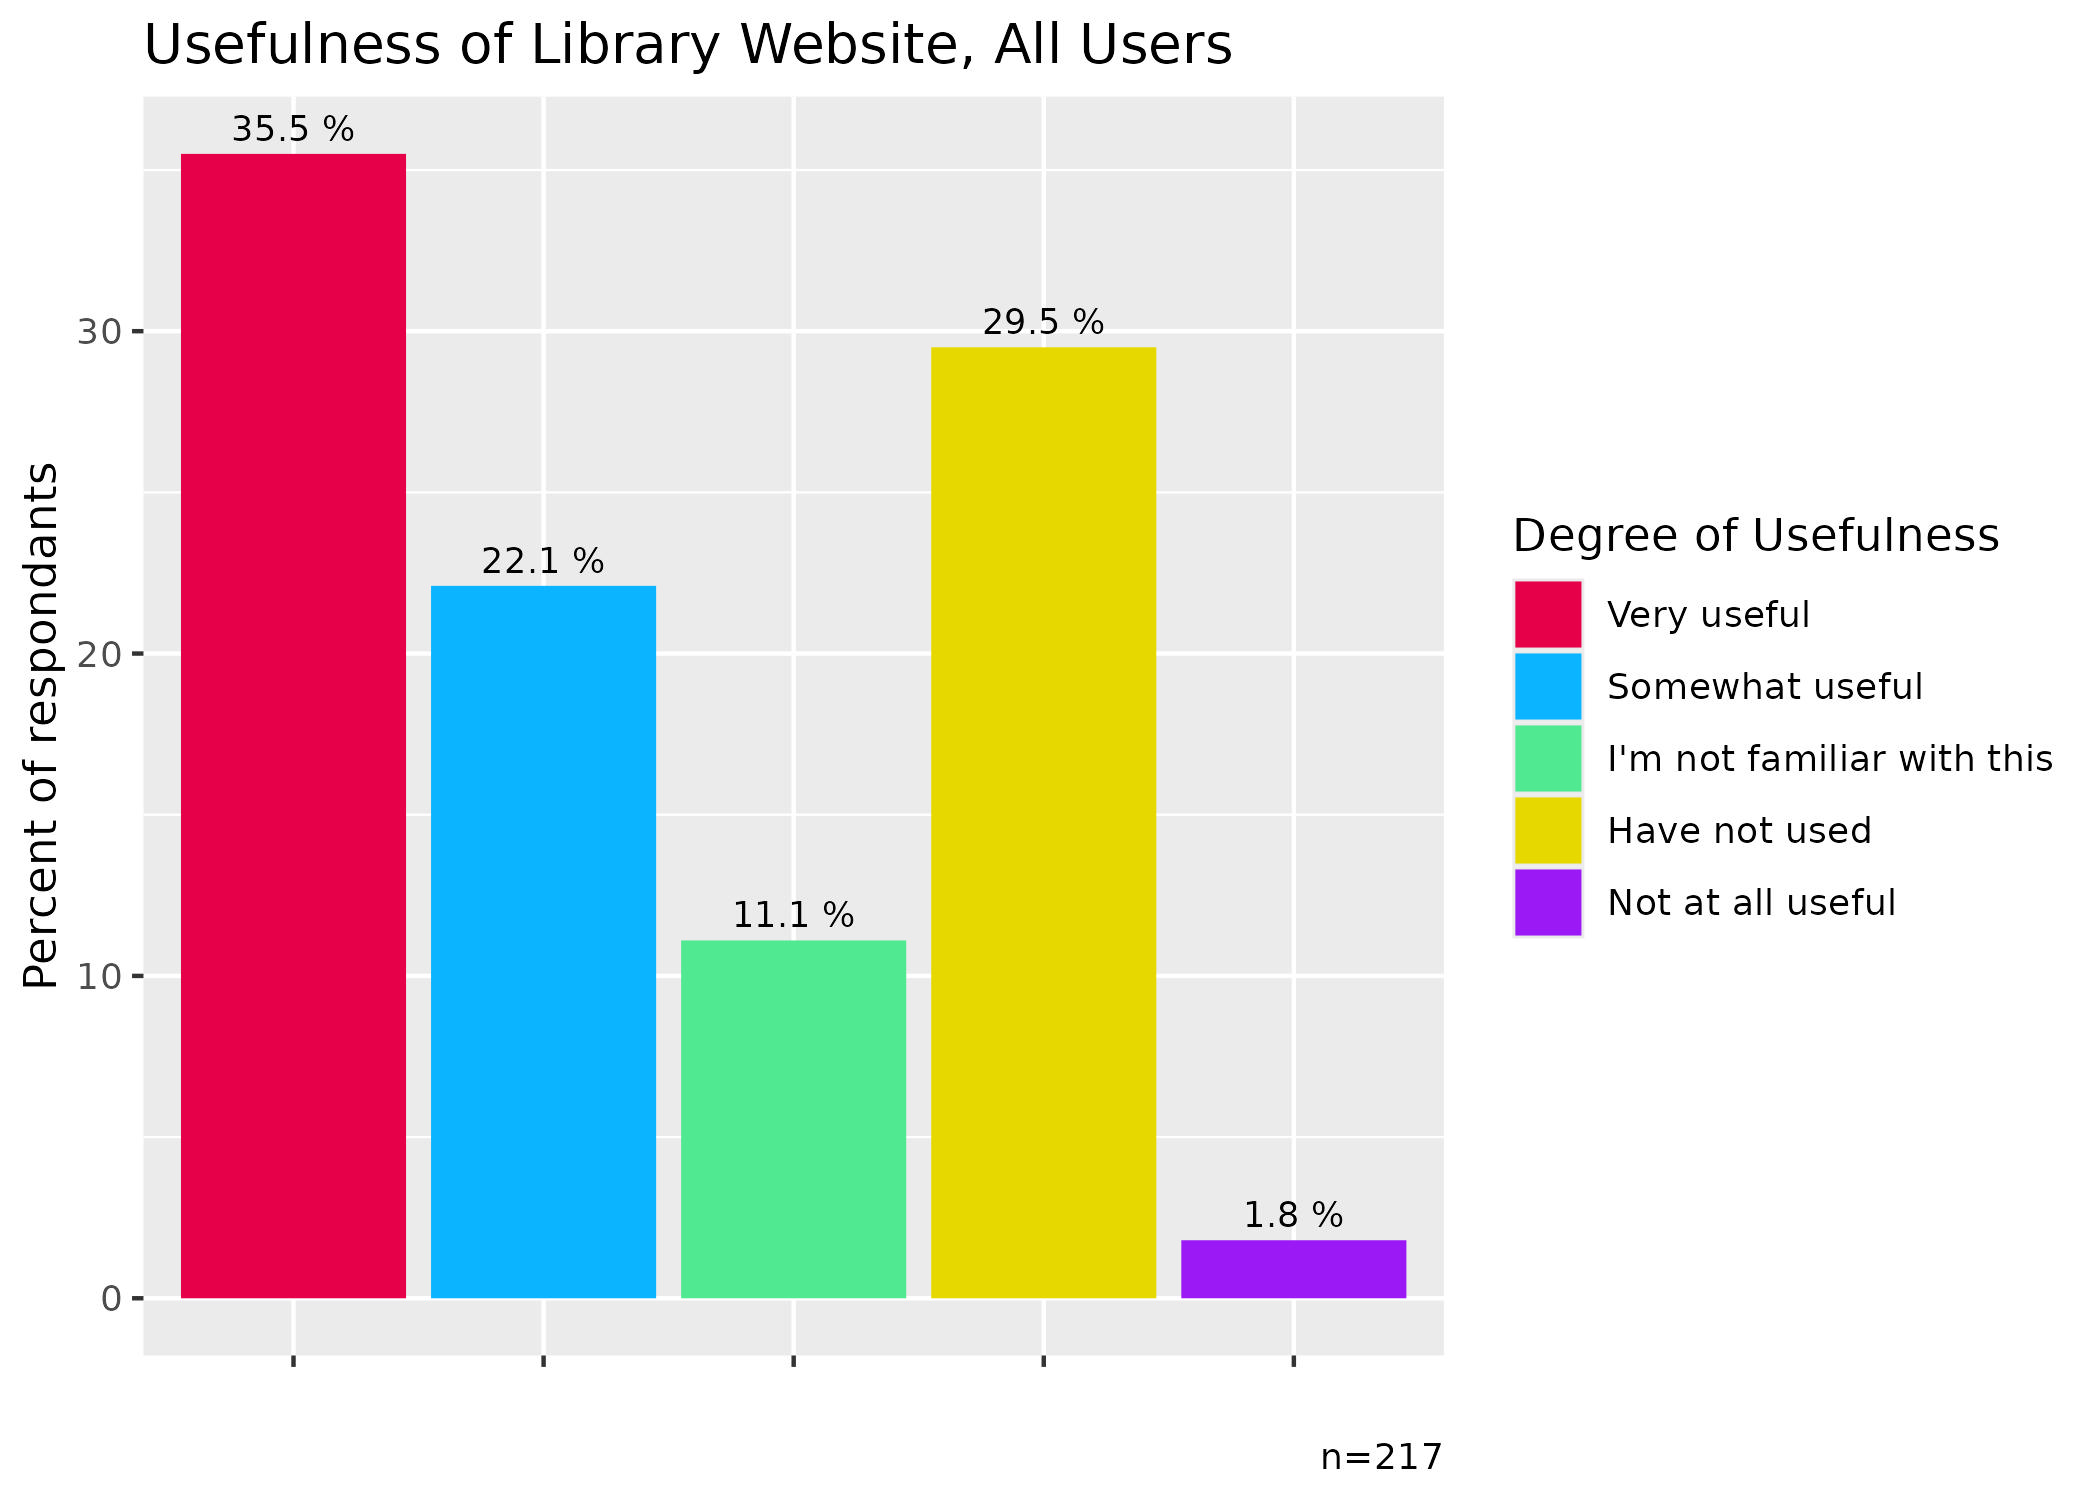 Usefulness of Library Website, All Users
Percent of respondants
30
20
10
0
35.5 %
22.1 %
11.1 %
29.5 %
1.8 %
Degree of Usefulness
Very useful
Somewhat useful
I'm not familiar with this
Have not used
Not at all useful
n=217